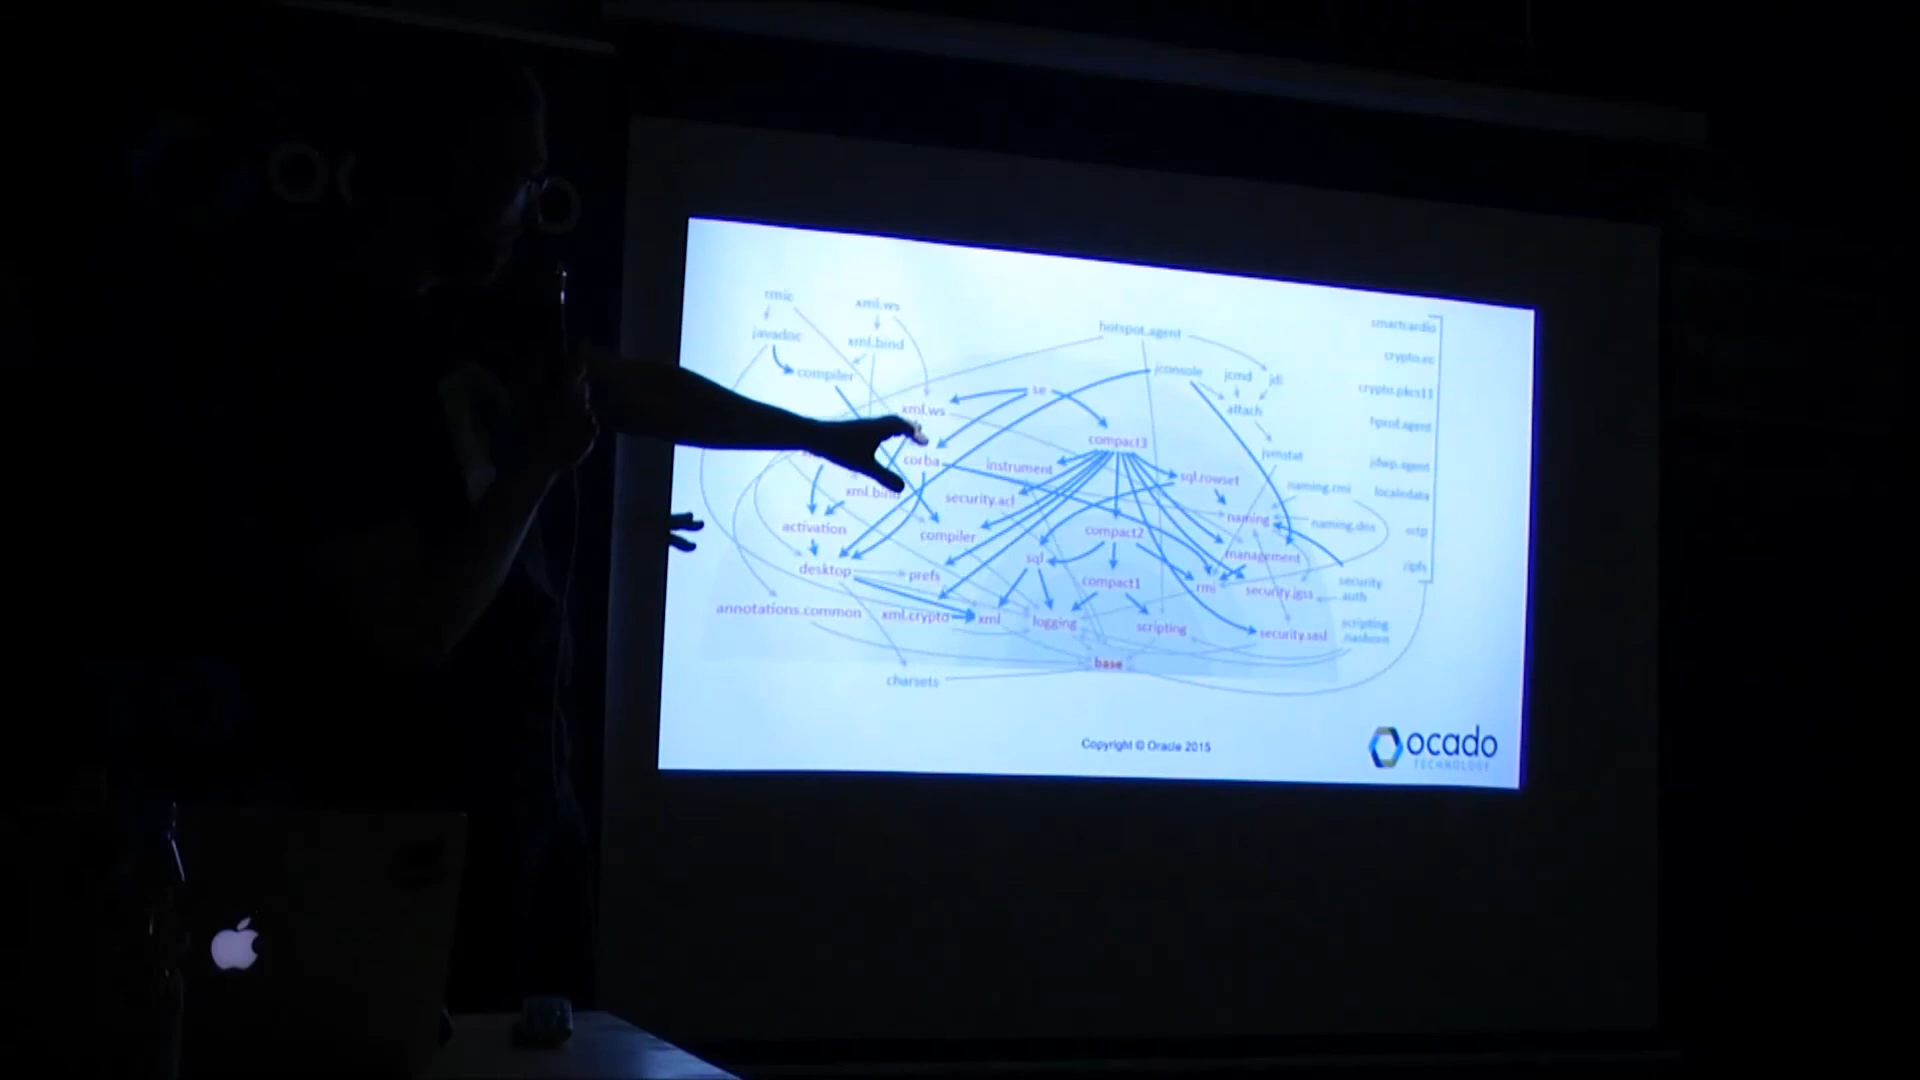 rmic
xml.ws
javadoc
xml.bind
compiler
hotspot.agent
smartcardio
jconsole
jcmd
jdi
crypto.ec
se
crypto.pkcs11
xml.ws
attach
hprof.agent
compact3
corba
instrument
jvmstat
jdwp.agent
xml.bind
security.acl
sql.rowset
naming.rmi
localedata
activation
compiler
compact2
naming
naming.dns
sctp
desktop
prefs
sql
compact1
management
zipfs
rmi
security.jgss
security
auth
annotations.common
xml.crypto
xml
logging
scripting
security.sasl
scripting
nashorn
base
charsets
Copyright © Oracle 2015
ocado
TECHNOLOGY